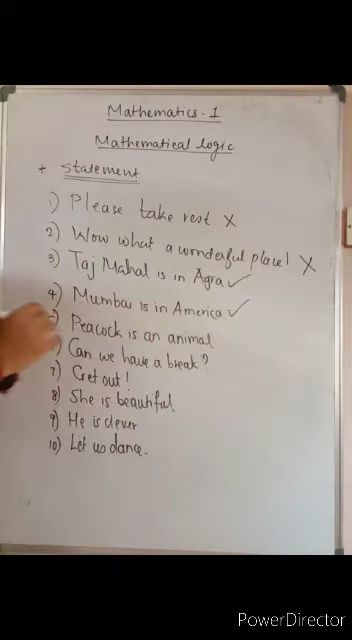 Mathematics - 1
Mathematical logic
+ Statement
1) Please take rest X
2) Wow what a wonderful place! X
3) Taj Mahal is in Agra ✓
4) Mumbai is in America. ✓
Peacock is an animal
) Can we have a break?
7) Get out!
8) She is beautiful
9) He is clever
10) Let us dance.
PowerDirector